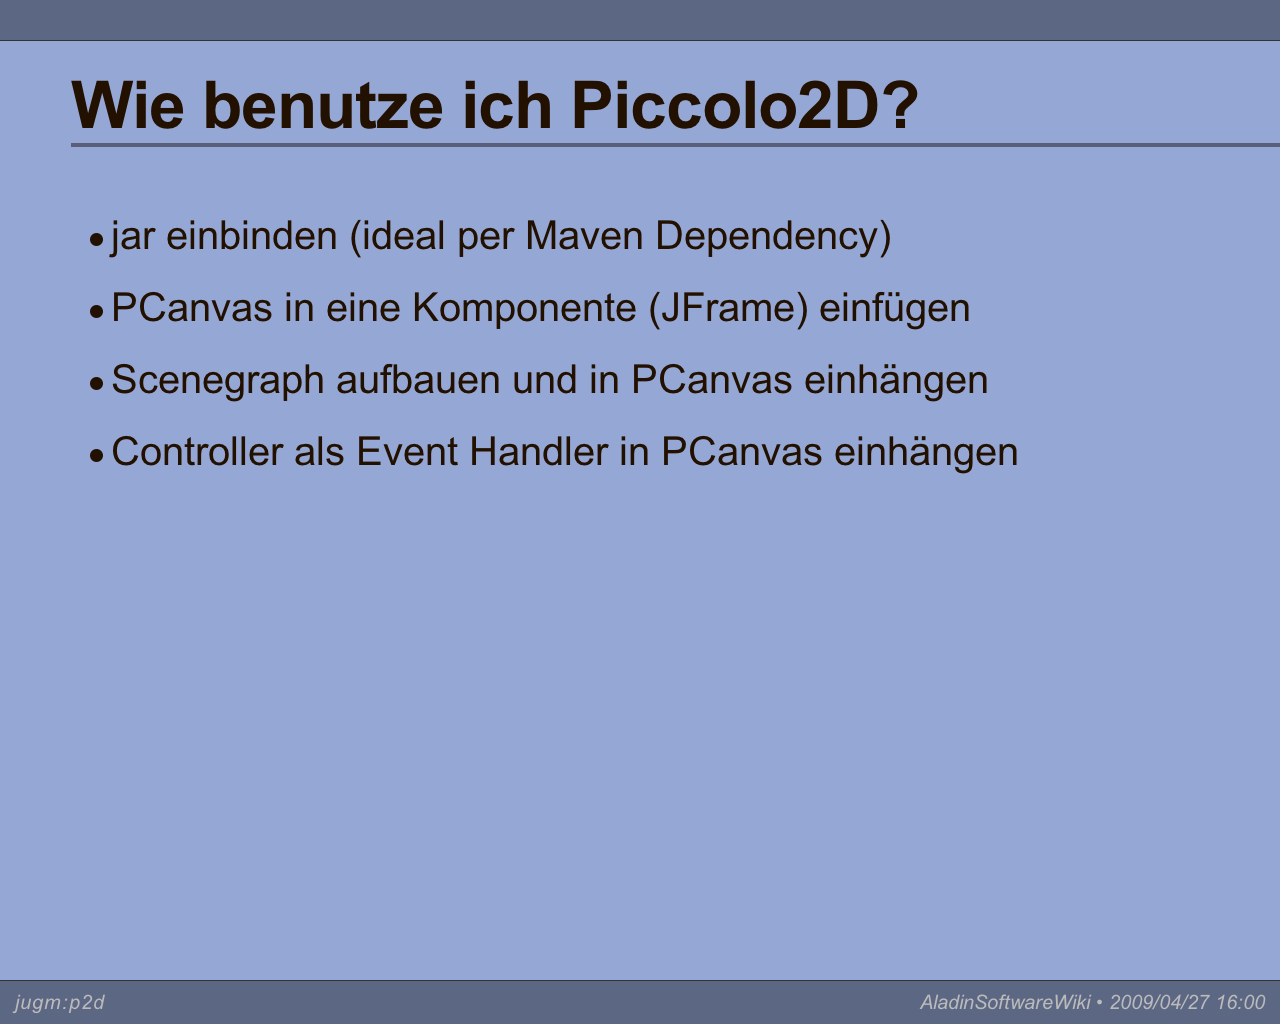 Wie benutze ich Piccolo2D?
• jar einbinden (ideal per Maven Dependency)
• PCanvas in eine Komponente (JFrame) einfügen
• Scenegraph aufbauen und in PCanvas einhängen
• Controller als Event Handler in PCanvas einhängen
jugm:p2d
AladinSoftwareWiki • 2009/04/27 16:00